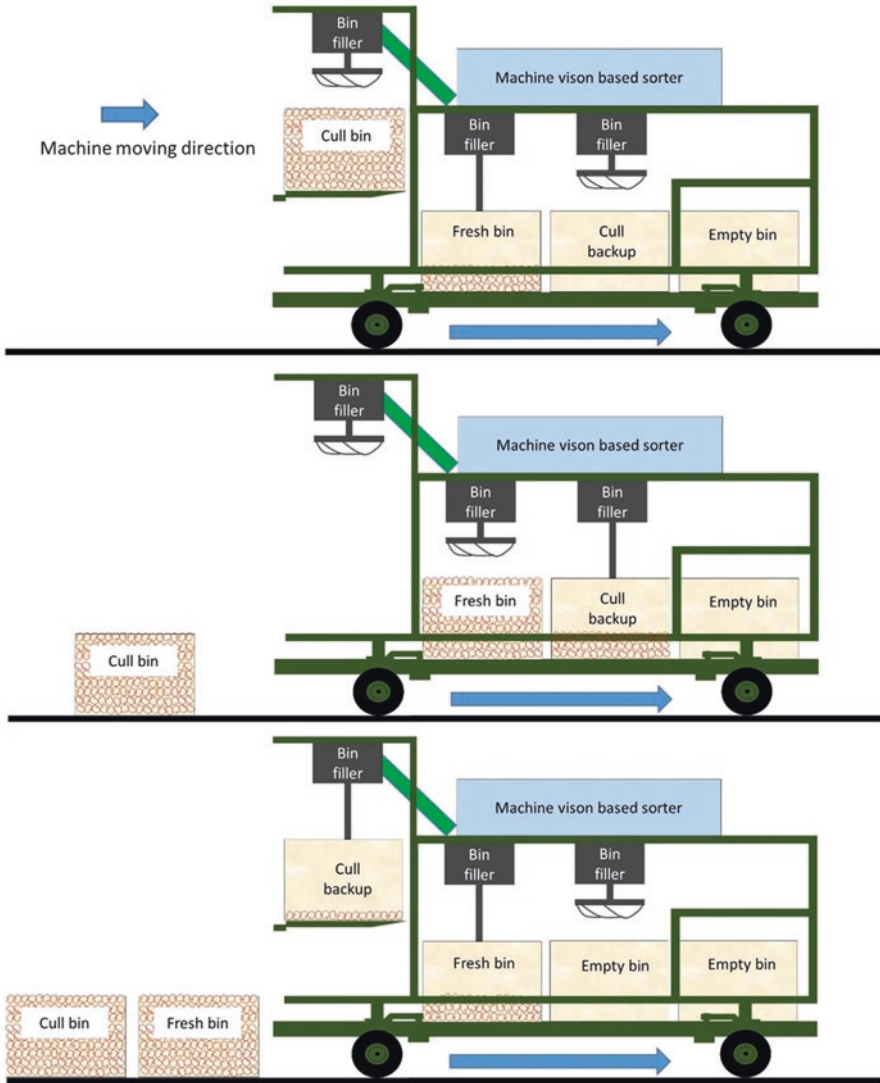 Bin
filler
Machine vison based sorter
Cull bin
Bin
filler
Bin
filler
Machine moving direction
Fresh bin
Cull
backup
Empty bin
Bin
filler
Machine vison based sorter
Bin
filler
Bin
filler
Fresh bin
Cull
backup
Empty bin
Cull bin
Bin
filler
Machine vison based sorter
Cull
backup
Bin
filler
Bin
filler
Fresh bin
Empty bin
Empty bin
Cull bin
Fresh bin